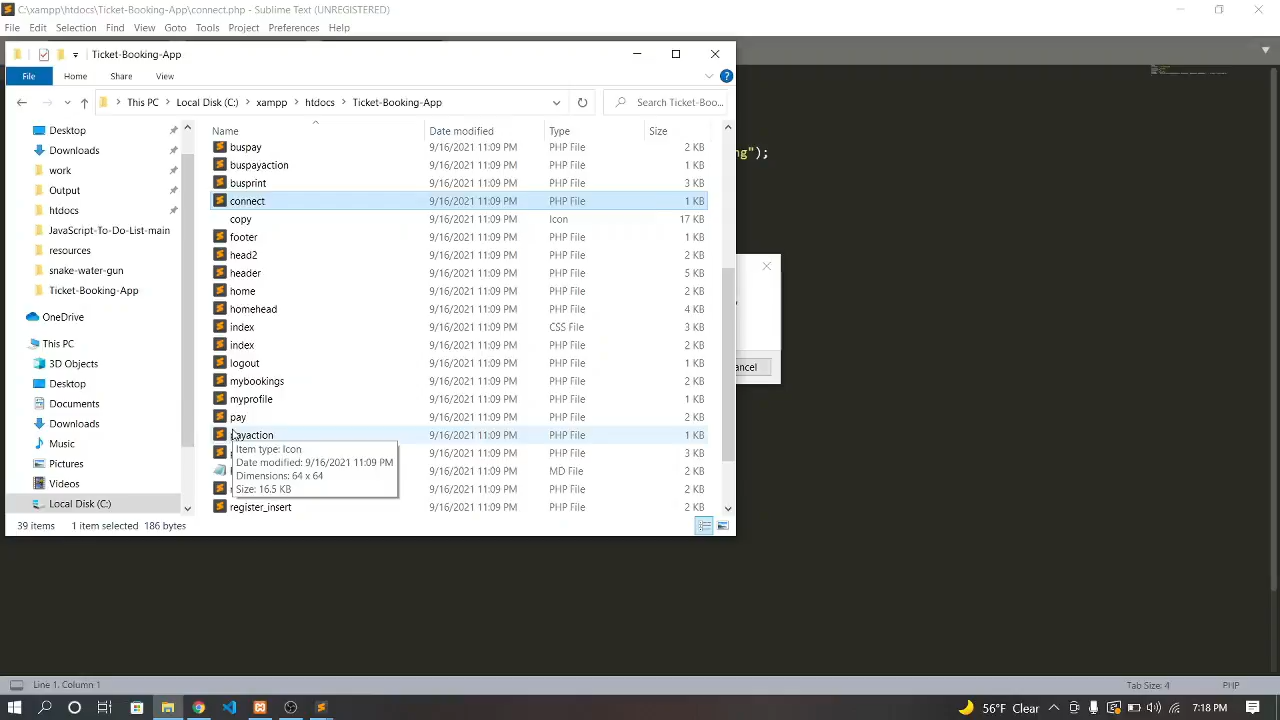 C:\xampp\htdocs\Ticket-Booking-App\connect.php - Sublime Text (UNREGISTERED)
File Edit Selection Find View Goto Tools Project Preferences Help
Ticket-Booking-App
File Home Share View
This PC Local Disk (C:) xampp htdocs Ticket-Booking-App Search Ticket-Boo...
Name Date modified Type Size
Desktop
Downloads
work
Output
htdocs
JavaScript-To-Do-List-main
resources
snake-water-gun
Ticket-Booking-App
OneDrive
This PC
3D Objects
Desktop
Documents
Downloads
Music
Pictures
Videos
Local Disk (C:)
buspay 9/16/2021 11:09 PM PHP File 2 KB
buspayaction 9/16/2021 11:09 PM PHP File 1 KB
busprint 9/16/2021 11:09 PM PHP File 3 KB
connect 9/16/2021 11:09 PM PHP File 1 KB
copy 9/16/2021 11:09 PM Icon 17 KB
footer 9/16/2021 11:09 PM PHP File 1 KB
head2 9/16/2021 11:09 PM PHP File 2 KB
header 9/16/2021 11:09 PM PHP File 5 KB
home 9/16/2021 11:09 PM PHP File 2 KB
homehead 9/16/2021 11:09 PM PHP File 4 KB
index 9/16/2021 11:09 PM CSS File 3 KB
index 9/16/2021 11:09 PM PHP File 2 KB
logout 9/16/2021 11:09 PM PHP File 1 KB
mybookings 9/16/2021 11:09 PM PHP File 2 KB
myprofile 9/16/2021 11:09 PM PHP File 2 KB
pay 9/16/2021 11:09 PM PHP File 2 KB
payaction 9/16/2021 11:09 PM PHP File 1 KB
9/16/2021 11:09 PM PHP File 3 KB
9/16/2021 11:09 PM MD File 2 KB
9/16/2021 11:09 PM PHP File 2 KB
register_insert 9/16/2021 11:09 PM PHP File 2 KB
Item type: Icon
Date modified: 9/16/2021 11:09 PM
Dimensions: 64 x 64
Size: 16.5 KB
39 items 1 item selected 186 bytes
ng");
ancel
Line 1, Column 1 Tab Size: 4 PHP
56°F Clear 7:18 PM